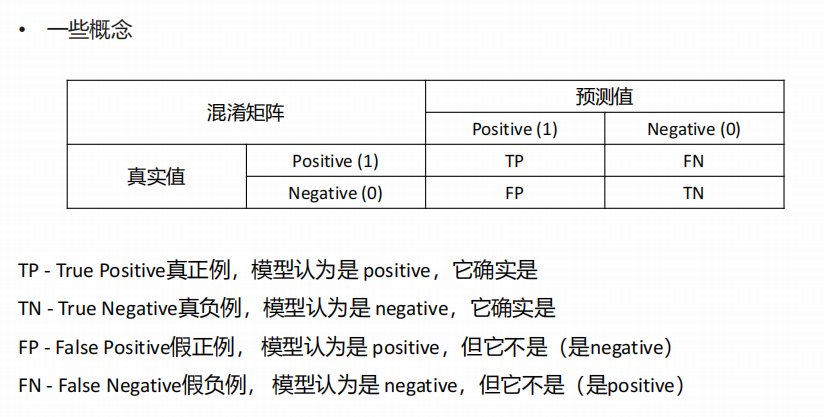 • 一些概念
混淆矩阵 预测值
Positive (1) Negative (0)
真实值 Positive (1) TP FN
Negative (0) FP TN
TP - True Positive真正例，模型认为是 positive，它确实是
TN - True Negative真负例，模型认为是 negative，它确实是
FP - False Positive假正例， 模型认为是 positive，但它不是（是negative）
FN - False Negative假负例， 模型认为是 negative，但它不是（是positive）